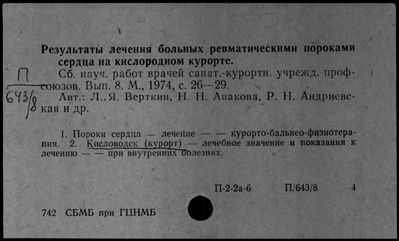 Результаты лечения больных ревматическими пороками
сердца на кислородном курорте.
П
643/8
Сб. науч. работ врачей санат.-курортн. учрежд. проф-
союзов. Вып. 8. М., 1974, с. 26—29.
Авт.: Л. Я. Верткин, Н. Н. Авакова, Р. Н. Андриевс-
кая и др.
1. Пороки сердца — лечение — — курорто-бальнео-физиотера-
пия. 2. Кисловодск (курорт) — лечебное значение и показания к
лечению — — при внутренних болезнях.
П-2-2а-6 П/643/8 4
742 СБМБ при ГЦНМБ